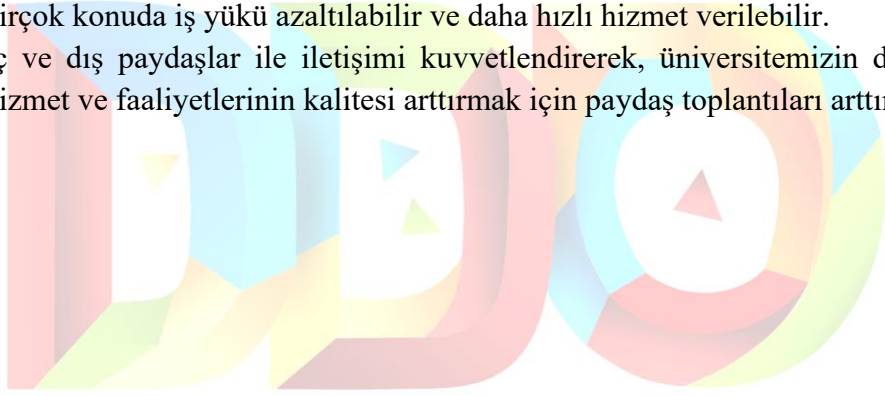 irçok konuda iş yükü azaltılabilir ve daha hızlı hizmet verilebilir.
ç ve dış paydaşlar ile iletişimi kuvvetlendirerek, üniversitemizin d
izmet ve faaliyetlerinin kalitesi arttırmak için paydaş toplantıları arttır
DDO